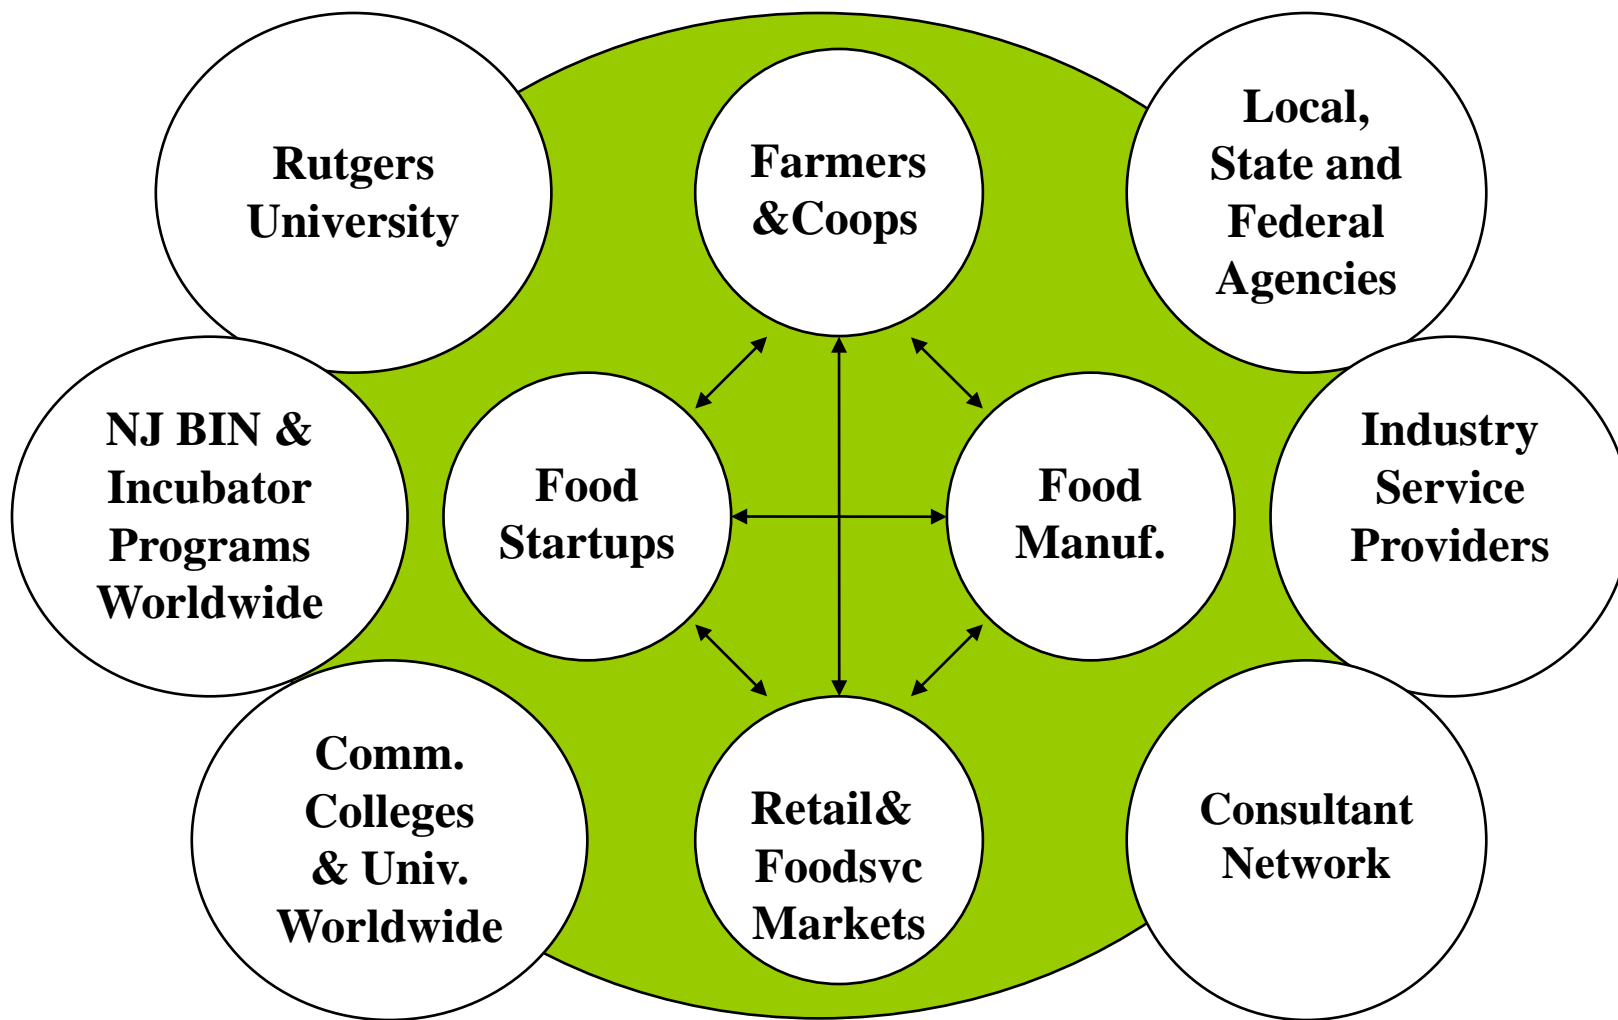 Rutgers
University
Farmers
&Coops
Local,
State and
Federal
Agencies
NJ BIN &
Incubator
Programs
Worldwide
Food
Startups
Food
Manuf.
Industry
Service
Providers
Comm.
Colleges
& Univ.
Worldwide
Retail&
Foodsvc
Markets
Consultant
Network